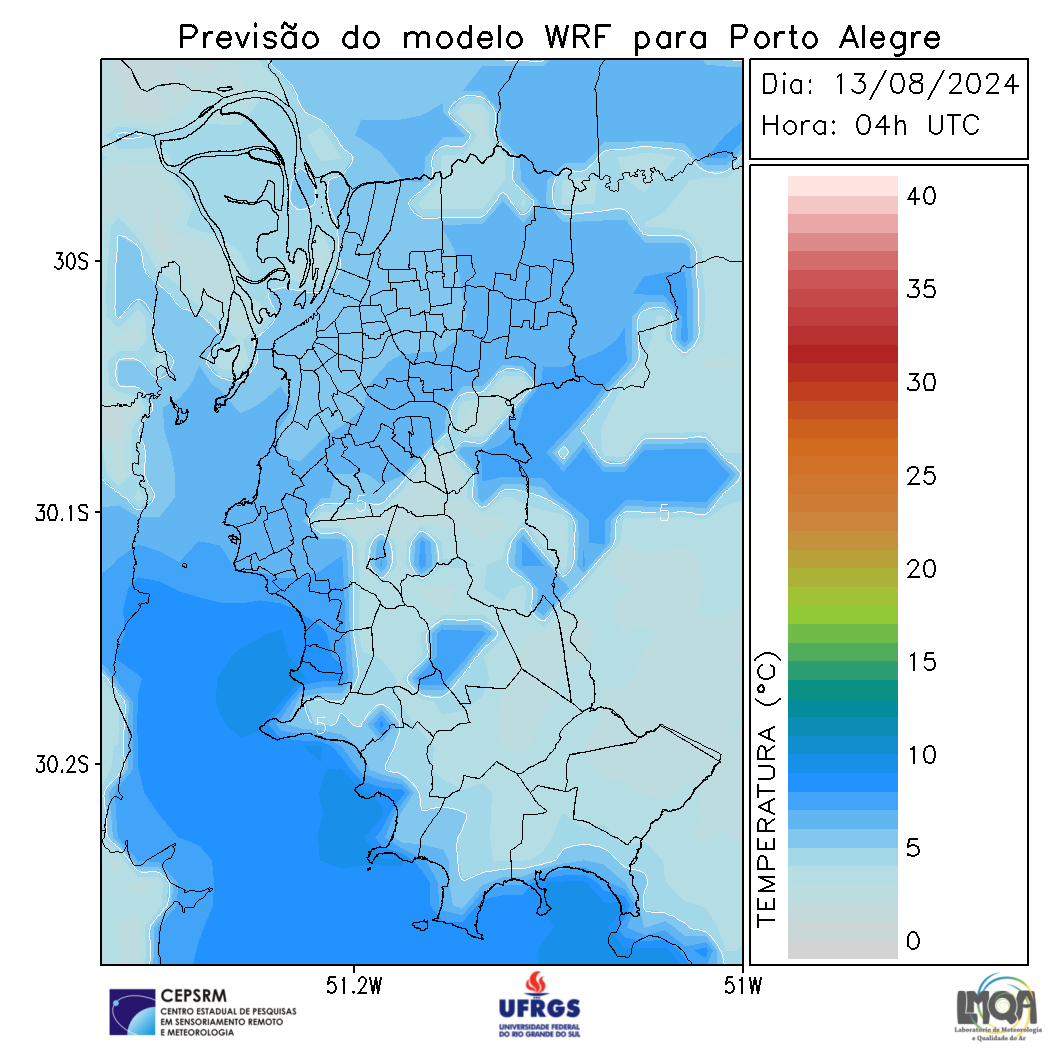 Previsão do modelo WRF para Porto Alegre
Dia: 13/08/2024
Hora: 04h UTC
40
35
30
25
20
15
10
5
0
TEMPERATURA (°C)
30S
30.1S
30.2S
51.2W
51W
5
5
5
CEPSRM
CENTRO ESTADUAL DE PESQUISAS
EM SENSORIAMENTO REMOTO
E METEOROLOGIA
UFRGS
UNIVERSIDADE FEDERAL
DO RIO GRANDE DO SUL
LMQA
Laboratório de Meteorologia
e Qualidade do Ar